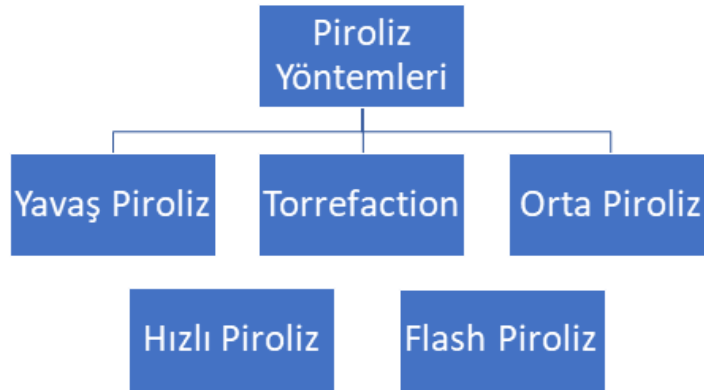 Piroliz
Yöntemleri
Yavaş Piroliz
Torrefaction
Orta Piroliz
Hızlı Piroliz
Flash Piroliz